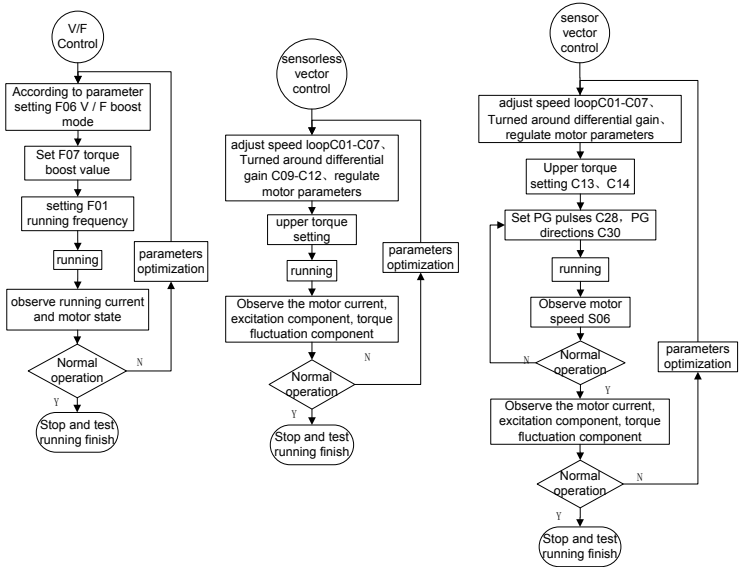 V/F
Control
According to parameter
setting F06 V / F boost
mode
Set F07 torque
boost value
setting F01
running frequency
running
parameters
optimization
observe running current
and motor state
Normal
operation
N
Y
Stop and test
running finish
sensorless
vector
control
adjust speed loopC01-C07、
Turned around differential
gain C09-C12、regulate
motor parameters
upper torque
setting
running
parameters
optimization
Observe the motor current,
excitation component, torque
fluctuation component
N
Normal
operation
Y
Stop and test
running finish
sensor
vector
control
adjust speed loopC01-C07、
Turned around differential gain、
regulate motor parameters
Upper torque
setting C13、C14
Set PG pulses C28，PG
directions C30
running
Observe motor
speed S06
Normal
operation
N
Y
parameters
optimization
Observe the motor current,
excitation component, torque
fluctuation component
Normal
operation
N
Y
Stop and test
running finish